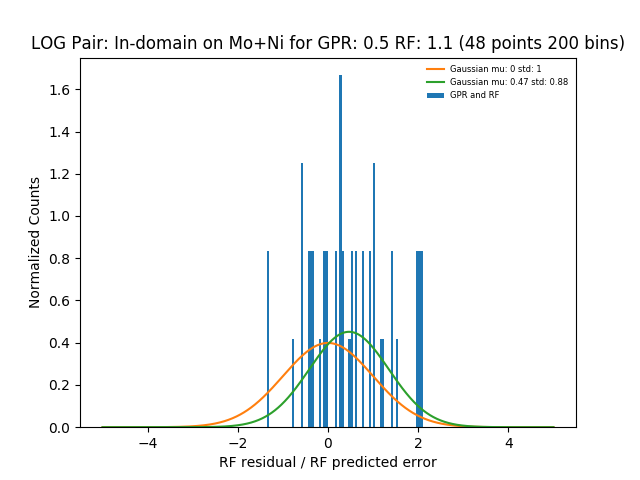 LOG Pair: In-domain on Mo+Ni for GPR: 0.5 RF: 1.1 (48 points 200 bins)
Gaussian mu: 0 std: 1
Gaussian mu: 0.47 std: 0.88
GPR and RF
Normalized Counts
1.6
1.4
1.2
1.0
0.8
0.6
0.4
0.2
0.0
−4
−2
0
2
4
RF residual / RF predicted error